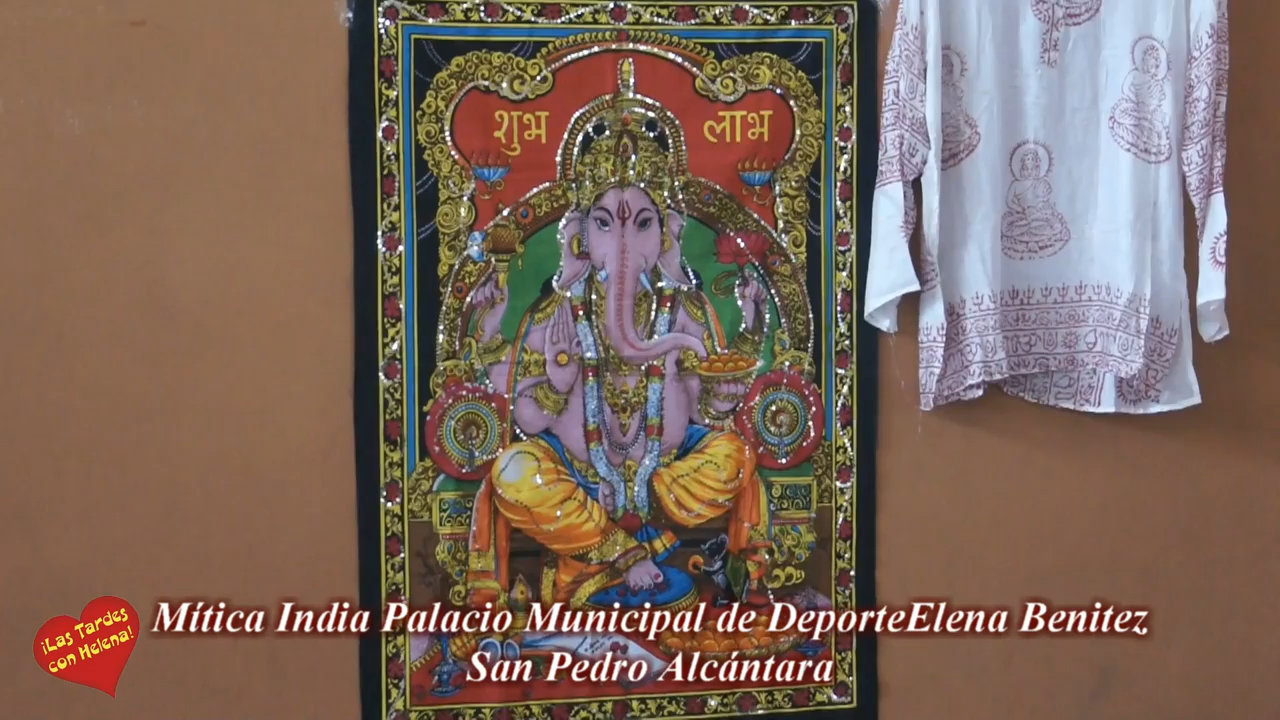 शुभ लाभ
¡Las Tardes
con Helena!
Mítica India Palacio Municipal de DeporteElena Benitez
San Pedro Alcántara